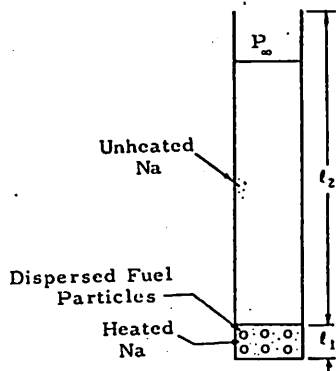 P∞
Unheated
Na
ℓ2
Dispersed Fuel
Particles
Heated
Na
ℓ1